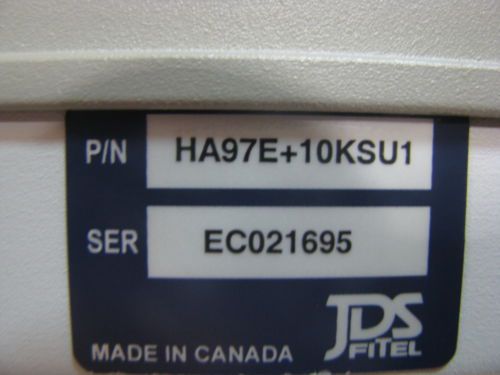 P/N HA97E+10KSU1
SER EC021695
JDS
FITEL
MADE IN CANADA